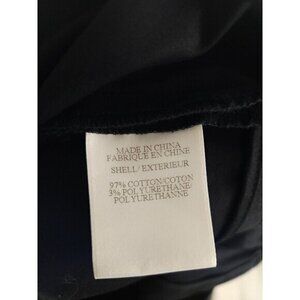 MADE IN CHINA
FABRIQUE EN CHINE
SHELL/EXTERIEUR
97% COTTON/COTON
3% POLYURETHANE/
POLYURETHANNE